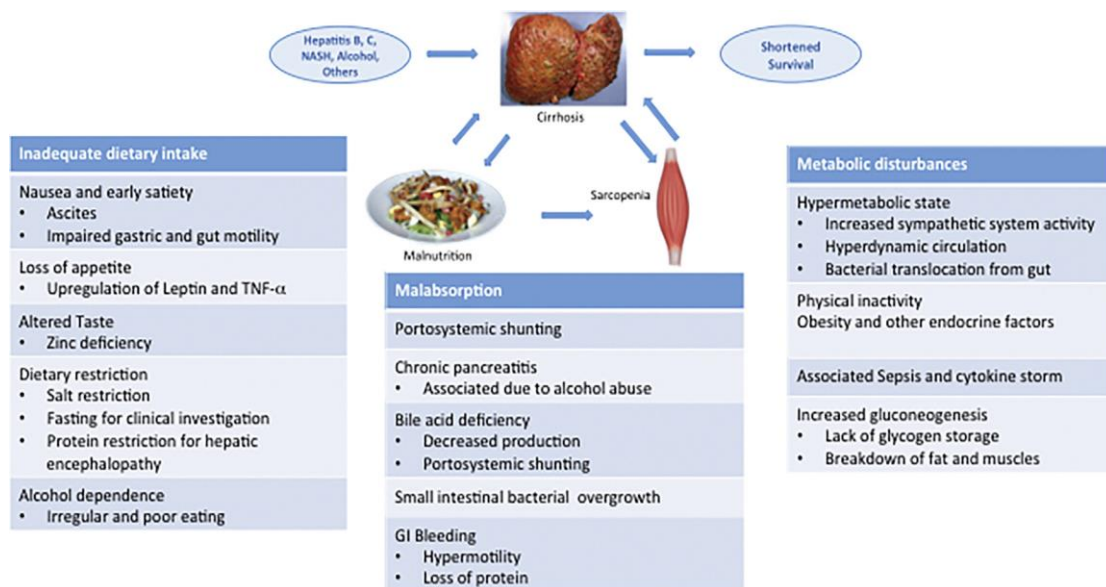 Hepatitis B, C,
NASH, Alcohol,
Others
Shortened
Survival
Cirrhosis
Malnutrition
Sarcopenia
Inadequate dietary intake
Nausea and early satiety
• Ascites
• Impaired gastric and gut motility
Loss of appetite
• Upregulation of Leptin and TNF-α
Altered Taste
• Zinc deficiency
Dietary restriction
• Salt restriction
• Fasting for clinical investigation
• Protein restriction for hepatic
encephalopathy
Alcohol dependence
• Irregular and poor eating
Malabsorption
Portosystemic shunting
Chronic pancreatitis
• Associated due to alcohol abuse
Bile acid deficiency
• Decreased production
• Portosystemic shunting
Small intestinal bacterial overgrowth
GI Bleeding
• Hypermotility
• Loss of protein
Metabolic disturbances
Hypermetabolic state
• Increased sympathetic system activity
• Hyperdynamic circulation
• Bacterial translocation from gut
Physical inactivity
Obesity and other endocrine factors
Associated Sepsis and cytokine storm
Increased gluconeogenesis
• Lack of glycogen storage
• Breakdown of fat and muscles